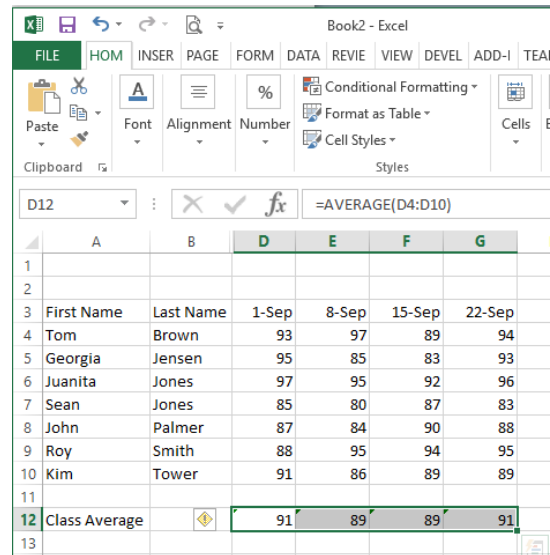 Book2 - Excel
FILE HOM INSER PAGE FORM DATA REVIE VIEW DEVEL ADD-I TEAI
Paste Font Alignment Number Conditional Formatting Format as Table Cell Styles Cells
Clipboard Styles
D12 fx =AVERAGE(D4:D10)
A B D E F G
1
2
3 First Name Last Name 1-Sep 8-Sep 15-Sep 22-Sep
4 Tom Brown 93 97 89 94
5 Georgia Jensen 95 85 83 93
6 Juanita Jones 97 95 92 96
7 Sean Jones 85 80 87 83
8 John Palmer 87 84 90 88
9 Roy Smith 88 95 94 95
10 Kim Tower 91 86 89 89
11
12 Class Average 91 89 89 91
13